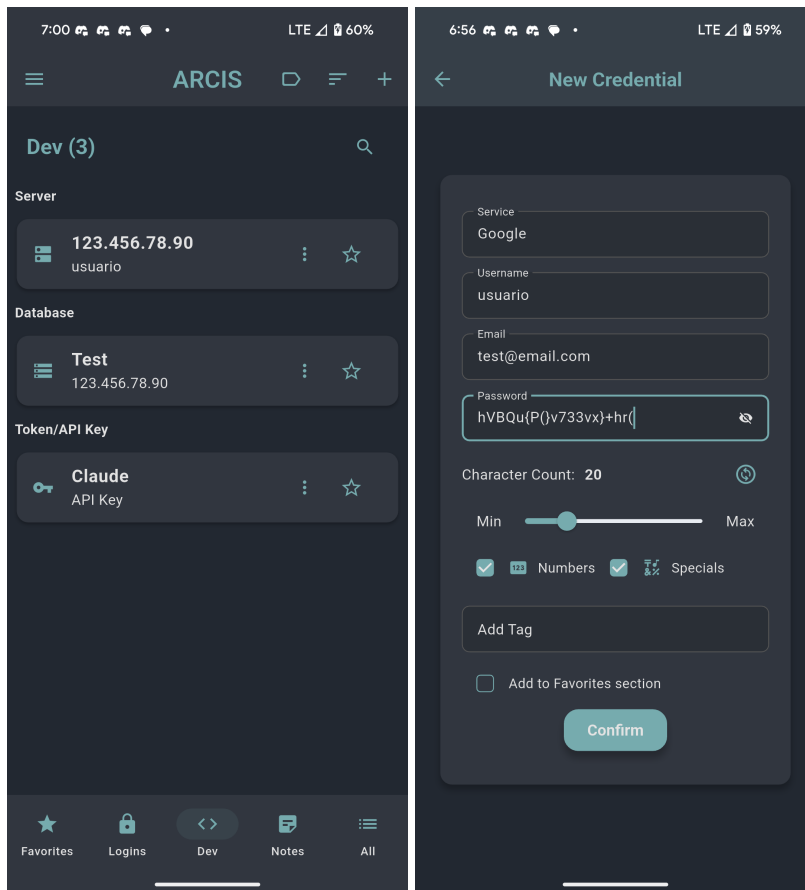 7:00 LTE 60%
ARCIS
Dev (3)
Server
123.456.78.90
usuario
Database
Test
123.456.78.90
Token/API Key
Claude
API Key
Favorites Logins Dev Notes All
6:56 LTE 59%
New Credential
Service
Google
Username
usuario
Email
test@email.com
Password
hVBQu{P(}v733vx}+hr(
Character Count: 20
Min Max
123 Numbers Specials
Add Tag
Add to Favorites section
Confirm